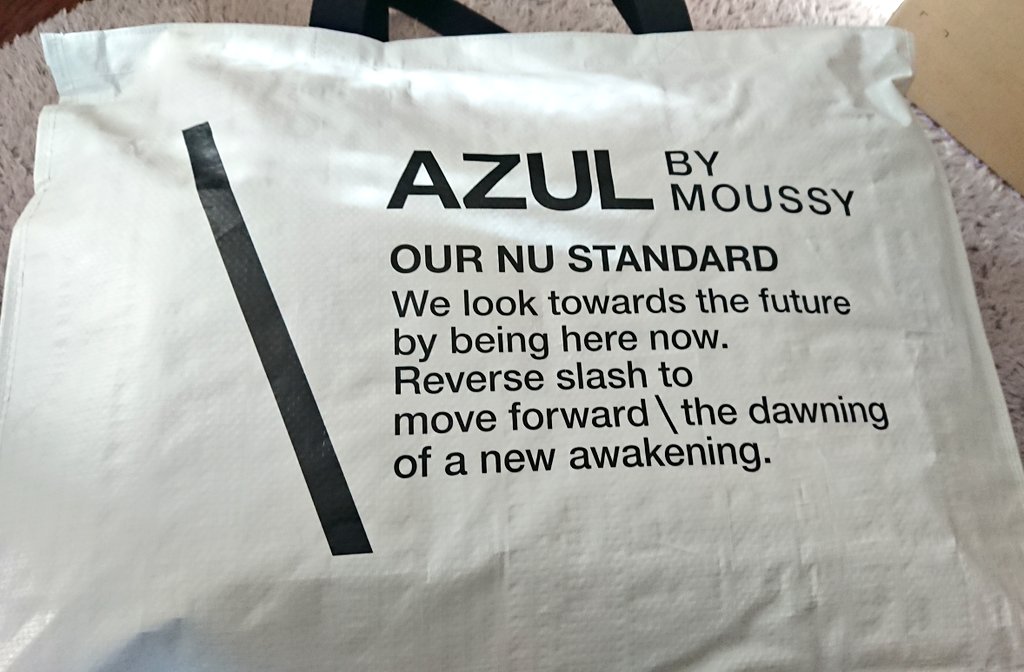 AZUL BY MOUSSY
OUR NU STANDARD
We look towards the future
by being here now.
Reverse slash to
move forward \ the dawning
of a new awakening.